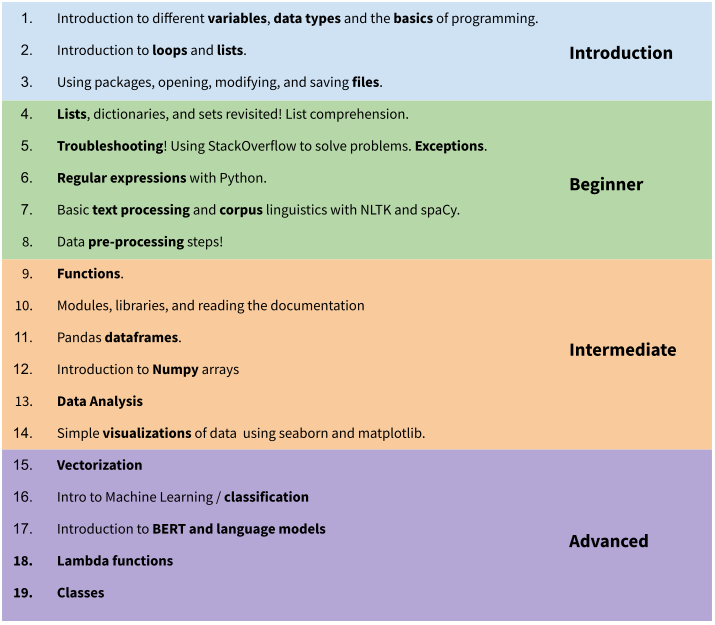 1. Introduction to different variables, data types and the basics of programming.
2. Introduction to loops and lists.
Introduction
3. Using packages, opening, modifying, and saving files.
4. Lists, dictionaries, and sets revisited! List comprehension.
5. Troubleshooting! Using StackOverflow to solve problems. Exceptions.
6. Regular expressions with Python.
Beginner
7. Basic text processing and corpus linguistics with NLTK and spaCy.
8. Data pre-processing steps!
9. Functions.
10. Modules, libraries, and reading the documentation
11. Pandas dataframes.
Intermediate
12. Introduction to Numpy arrays
13. Data Analysis
14. Simple visualizations of data using seaborn and matplotlib.
15. Vectorization
16. Intro to Machine Learning / classification
17. Introduction to BERT and language models
Advanced
18. Lambda functions
19. Classes